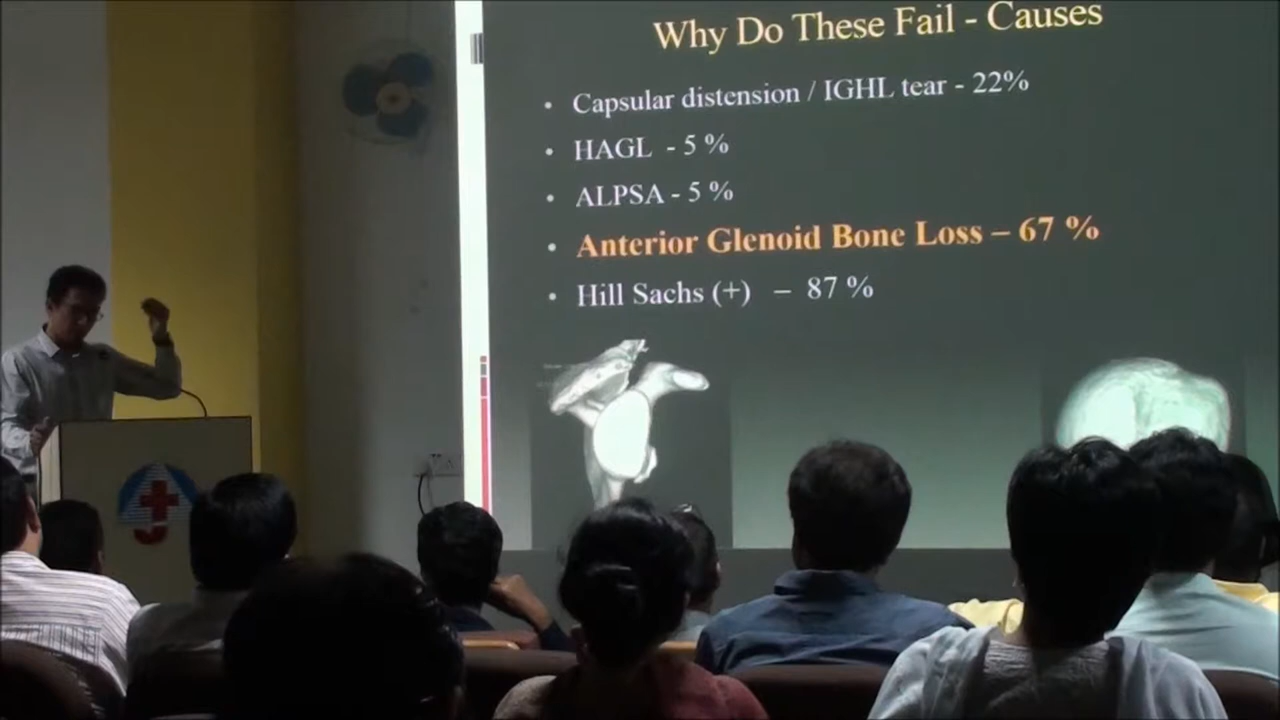 Why Do These Fail - Causes
• Capsular distension / IGHL tear - 22%
• HAGL - 5 %
• ALPSA - 5 %
• Anterior Glenoid Bone Loss – 67 %
• Hill Sachs (+) – 87 %